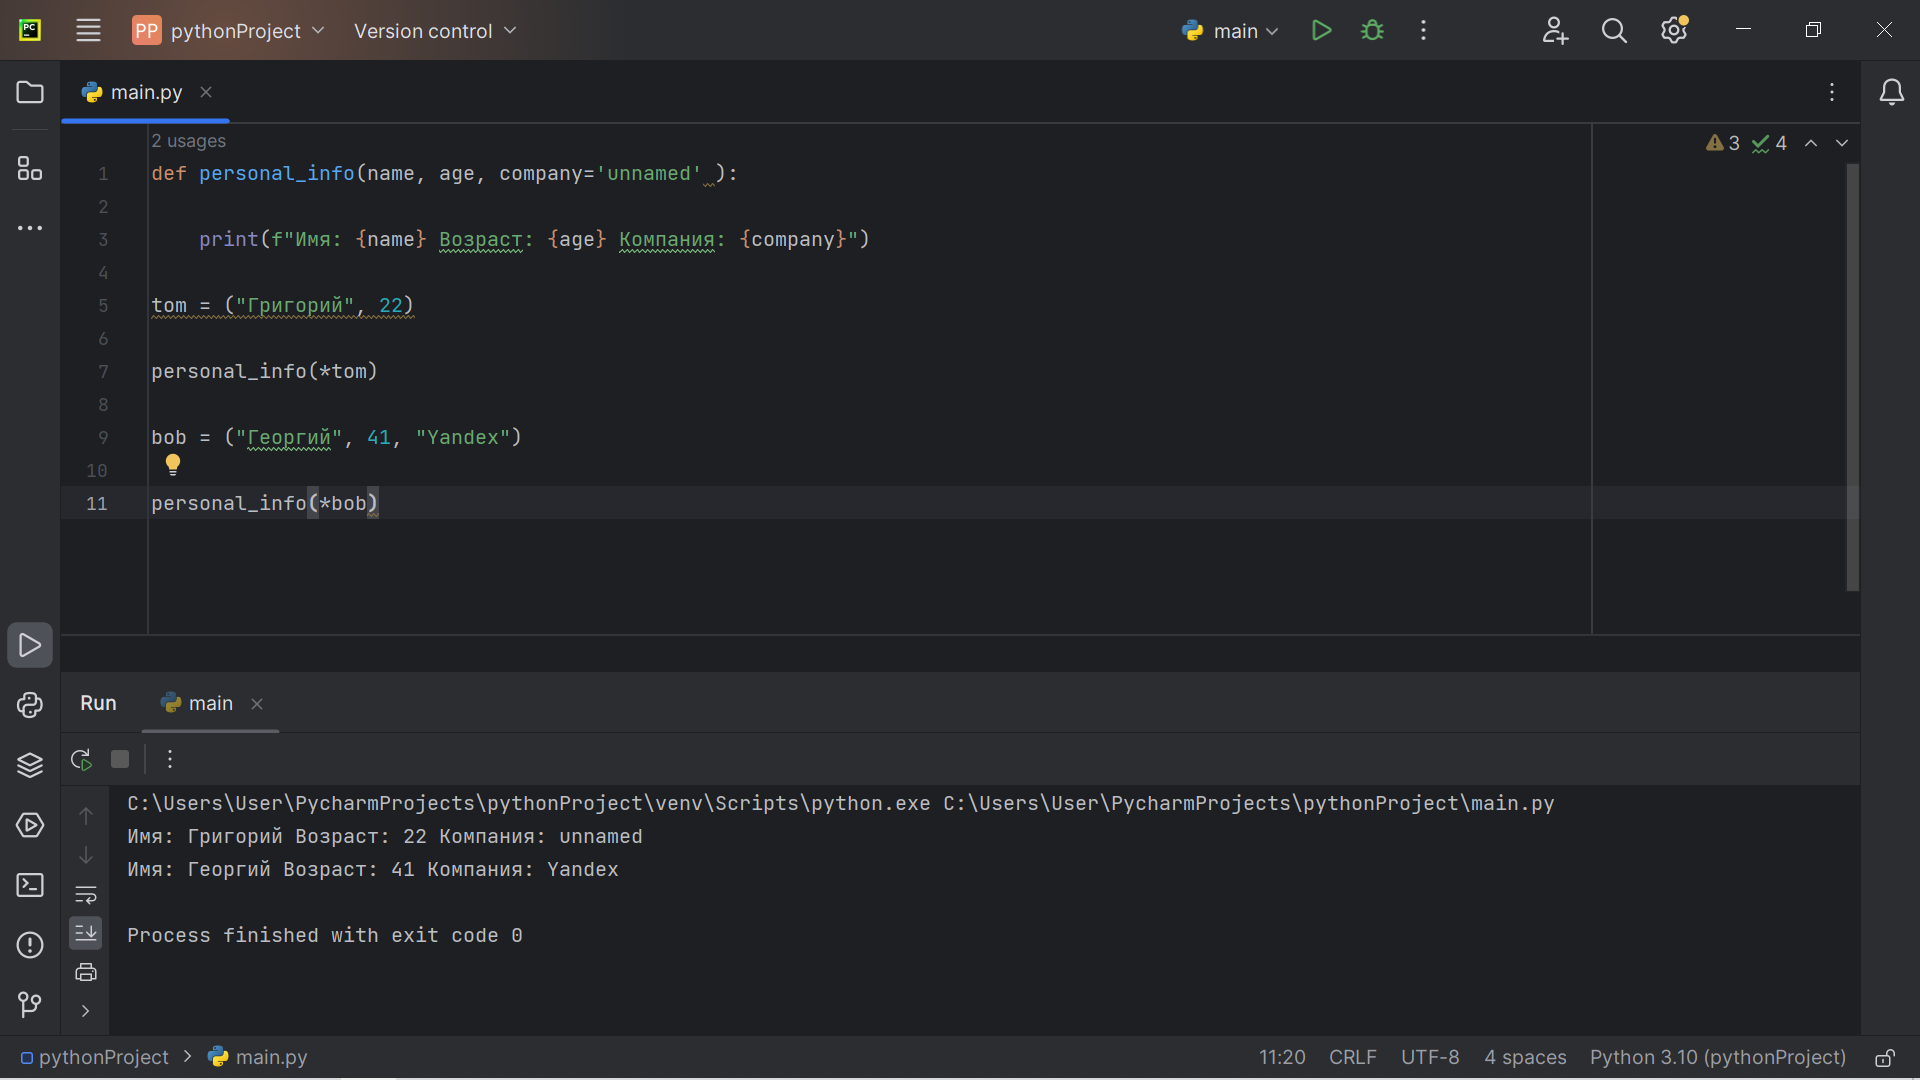 PP pythonProject Version control main
main.py
2 usages 3 4
1 def personal_info(name, age, company='unnamed' ):
2
3 print(f"Имя: {name} Возраст: {age} Компания: {company}")
4
5 tom = ("Григорий", 22)
6
7 personal_info(*tom)
8
9 bob = ("Георгий", 41, "Yandex")
10
11 personal_info(*bob)
Run main
C:\Users\User\PycharmProjects\pythonProject\venv\Scripts\python.exe C:\Users\User\PycharmProjects\pythonProject\main.py
Имя: Григорий Возраст: 22 Компания: unnamed
Имя: Георгий Возраст: 41 Компания: Yandex
Process finished with exit code 0
pythonProject > main.py 11:20 CRLF UTF-8 4 spaces Python 3.10 (pythonProject)